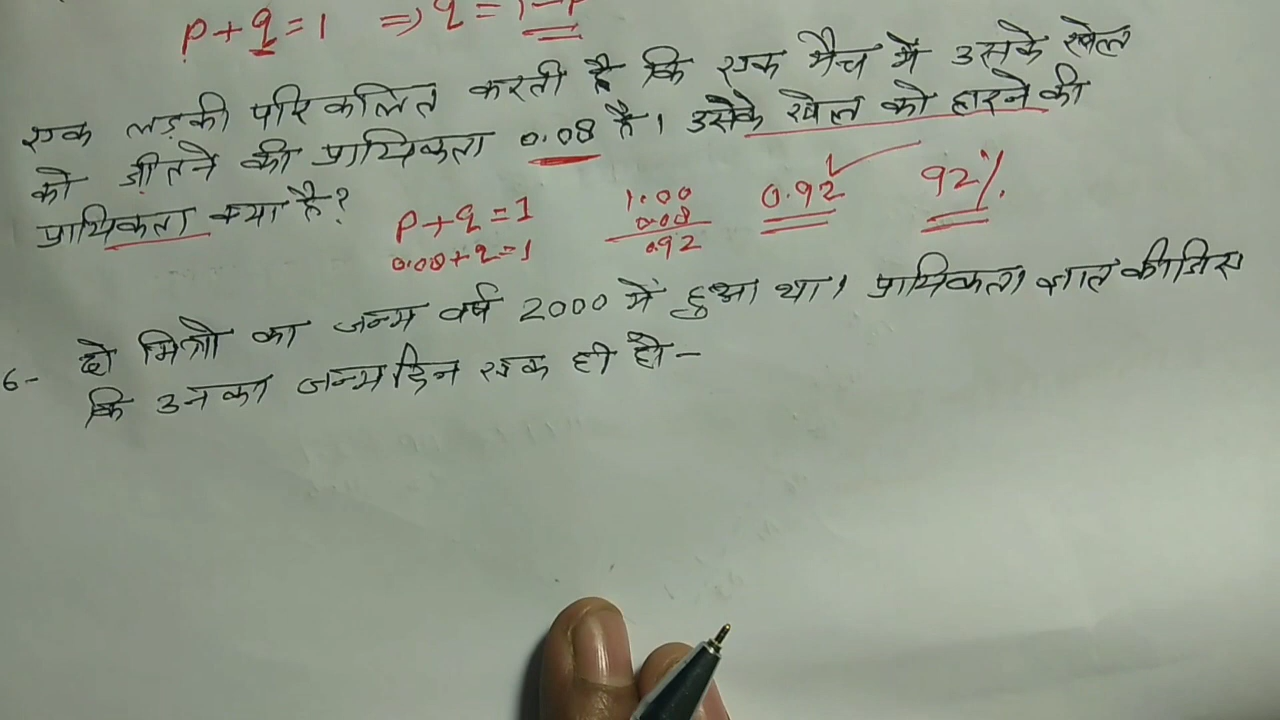 p + q = 1 ⇒ q = 1 - p
एक लड़की परिकलित करती है कि एक मैच में उसके खेल
को जीतने की प्रायिकता 0.08 है। उसके खेल को हारने की
प्रायिकता क्या है?
p + q = 1
0.08 + q = 1
1.00
0.08
0.92
0.92
92%
6- दो मित्रो का जन्म वर्ष 2000 में हुआ था। प्रायिकता ज्ञात कीजिए
कि उनका जन्मदिन एक ही हो -